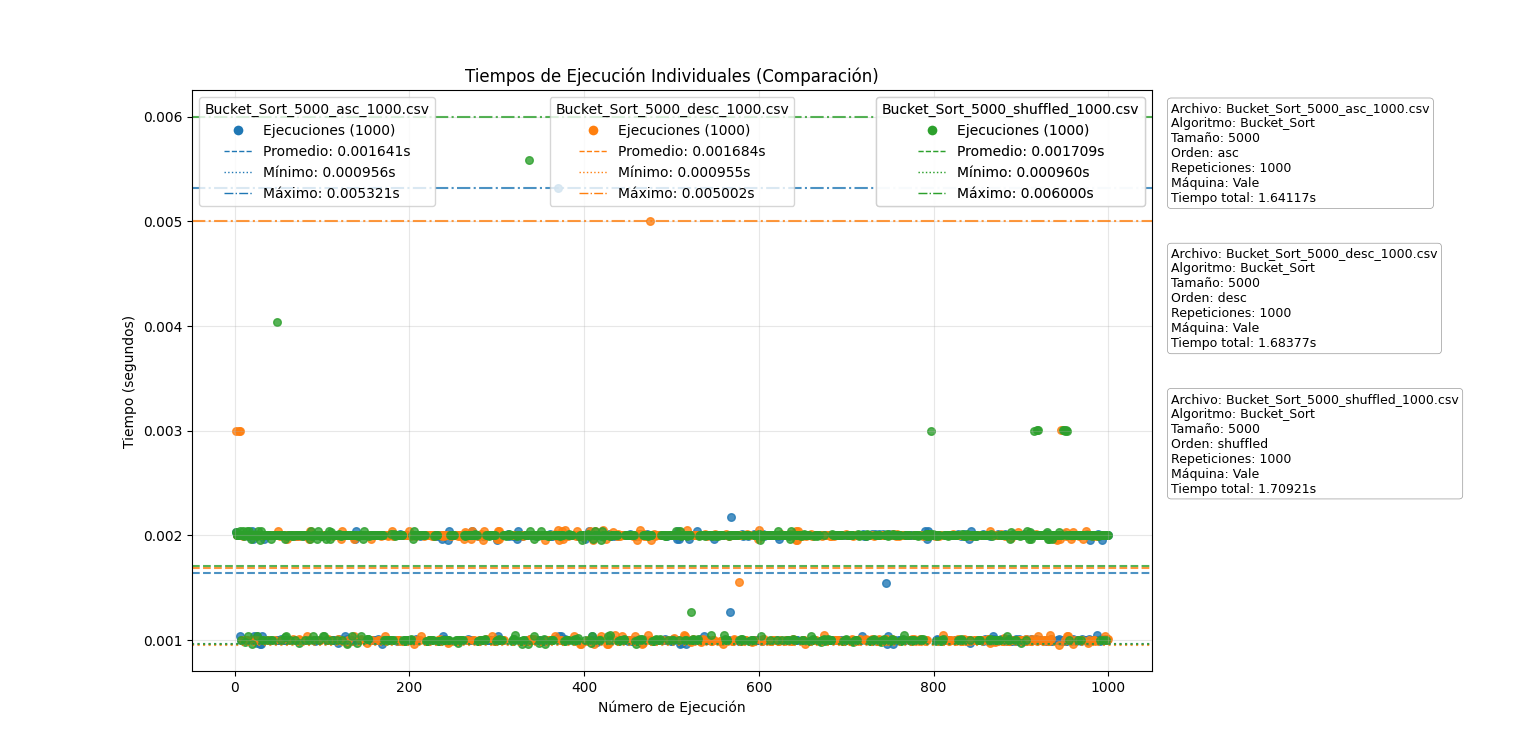 Tiempos de Ejecución Individuales (Comparación)
Bucket_Sort_5000_asc_1000.csv
Ejecuciones (1000)
Promedio: 0.001641s
Mínimo: 0.000956s
Máximo: 0.005321s
Bucket_Sort_5000_desc_1000.csv
Ejecuciones (1000)
Promedio: 0.001684s
Mínimo: 0.000955s
Máximo: 0.005002s
Bucket_Sort_5000_shuffled_1000.csv
Ejecuciones (1000)
Promedio: 0.001709s
Mínimo: 0.000960s
Máximo: 0.006000s
Tiempo (segundos)
0.006
0.005
0.004
0.003
0.002
0.001
0
200
400
600
800
1000
Número de Ejecución
Archivo: Bucket_Sort_5000_asc_1000.csv
Algoritmo: Bucket_Sort
Tamaño: 5000
Orden: asc
Repeticiones: 1000
Máquina: Vale
Tiempo total: 1.64117s
Archivo: Bucket_Sort_5000_desc_1000.csv
Algoritmo: Bucket_Sort
Tamaño: 5000
Orden: desc
Repeticiones: 1000
Máquina: Vale
Tiempo total: 1.68377s
Archivo: Bucket_Sort_5000_shuffled_1000.csv
Algoritmo: Bucket_Sort
Tamaño: 5000
Orden: shuffled
Repeticiones: 1000
Máquina: Vale
Tiempo total: 1.70921s